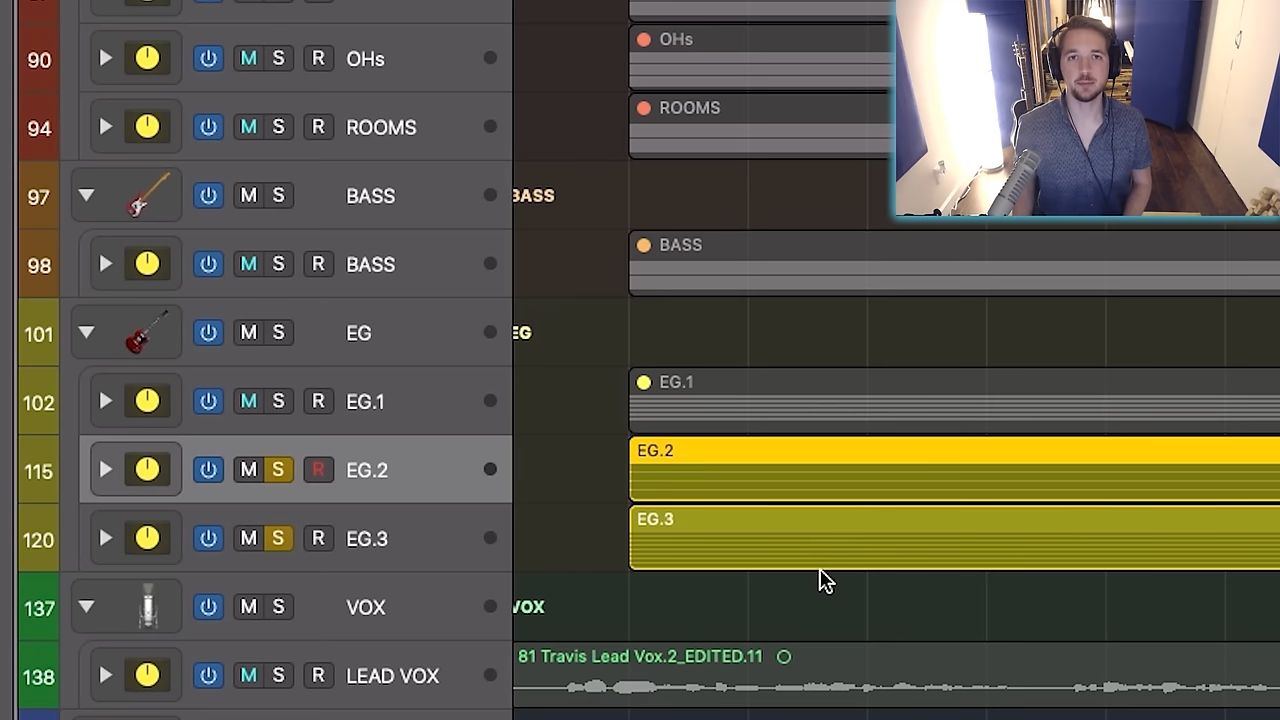 90 M S R OHs OHs
94 M S R ROOMS ROOMS
97 M S BASS BASS
98 M S R BASS BASS
101 M S EG EG
102 M S R EG.1 EG.1
115 M S R EG.2 EG.2
120 M S R EG.3 EG.3
137 M S VOX VOX
138 M S R LEAD VOX 81 Travis Lead Vox.2_EDITED.11